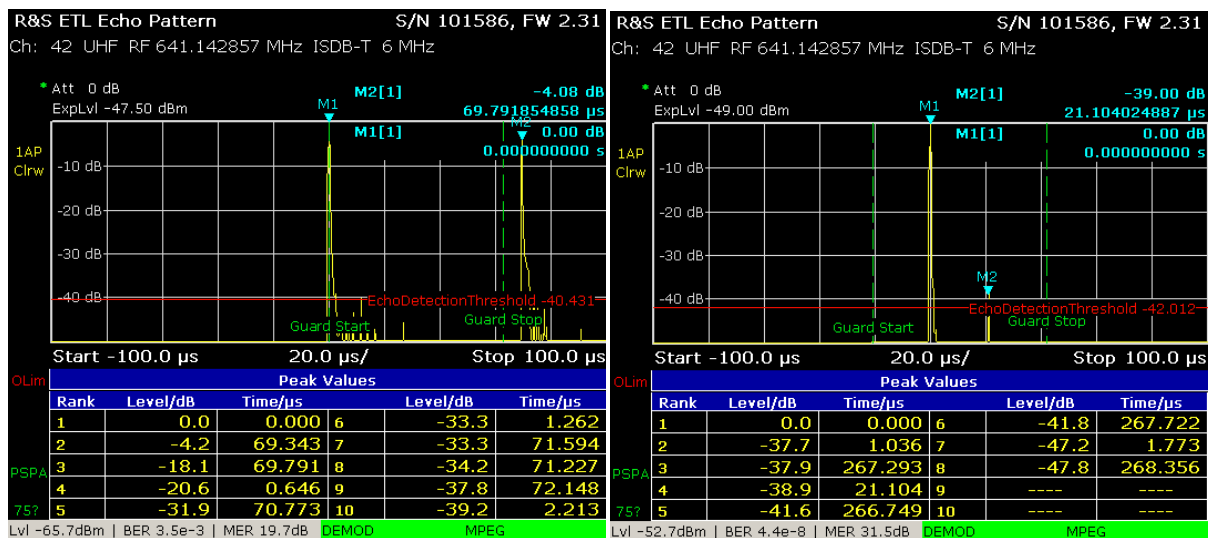 R&S ETL Echo Pattern S/N 101586, FW 2.31
Ch: 42 UHF RF 641.142857 MHz ISDB-T 6 MHz
* Att 0 dB M2[1] -4.08 dB
ExpLvl -47.50 dBm M1 69.791854858 µs
M2
M1[1] 0.00 dB
1AP 0.000000000 s
Clrw -10 dB
-20 dB
-30 dB
-40 dB EchoDetectionThreshold -40.431
Guard Start Guard Stop
Start -100.0 µs 20.0 µs/ Stop 100.0 µs
OLim Peak Values
Rank Level/dB Time/µs Level/dB Time/µs
1 0.0 0.000 6 -33.3 1.262
2 -4.2 69.343 7 -33.3 71.594
PSPA 3 -18.1 69.791 8 -34.2 71.227
4 -20.6 0.646 9 -37.8 72.148
75? 5 -31.9 70.773 10 -39.2 2.213
Lvl -65.7dBm | BER 3.5e-3 | MER 19.7dB DEMOD MPEG
R&S ETL Echo Pattern S/N 101586, FW 2.31
Ch: 42 UHF RF 641.142857 MHz ISDB-T 6 MHz
* Att 0 dB M2[1] -39.00 dB
ExpLvl -49.00 dBm M1 21.104024887 µs
M1[1] 0.00 dB
1AP 0.000000000 s
Clrw -10 dB
-20 dB
-30 dB
M2
-40 dB EchoDetectionThreshold -42.012
Guard Start Guard Stop
Start -100.0 µs 20.0 µs/ Stop 100.0 µs
OLim Peak Values
Rank Level/dB Time/µs Level/dB Time/µs
1 0.0 0.000 6 -41.8 267.722
2 -37.7 1.036 7 -47.2 1.773
PSPA 3 -37.9 267.293 8 -47.8 268.356
4 -38.9 21.104 9 ---- ----
75? 5 -41.6 266.749 10 ---- ----
Lvl -52.7dBm | BER 4.4e-8 | MER 31.5dB DEMOD MPEG